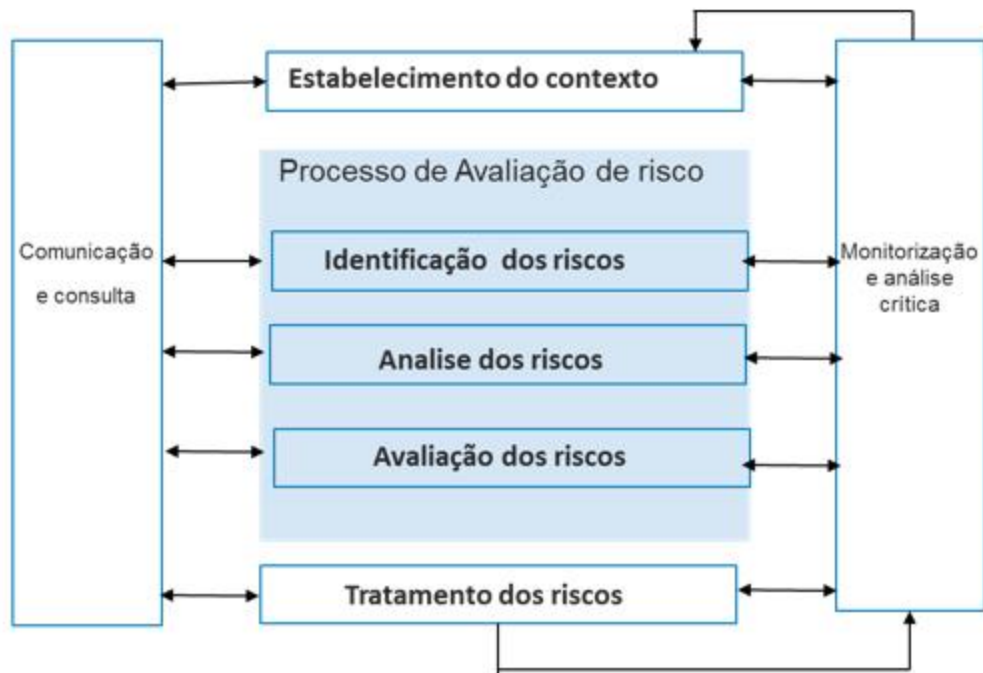 Estabelecimento do contexto
Processo de Avaliação de risco
Comunicação
e consulta
Identificação dos riscos
Monitorização
e análise
crítica
Analise dos riscos
Avaliação dos riscos
Tratamento dos riscos